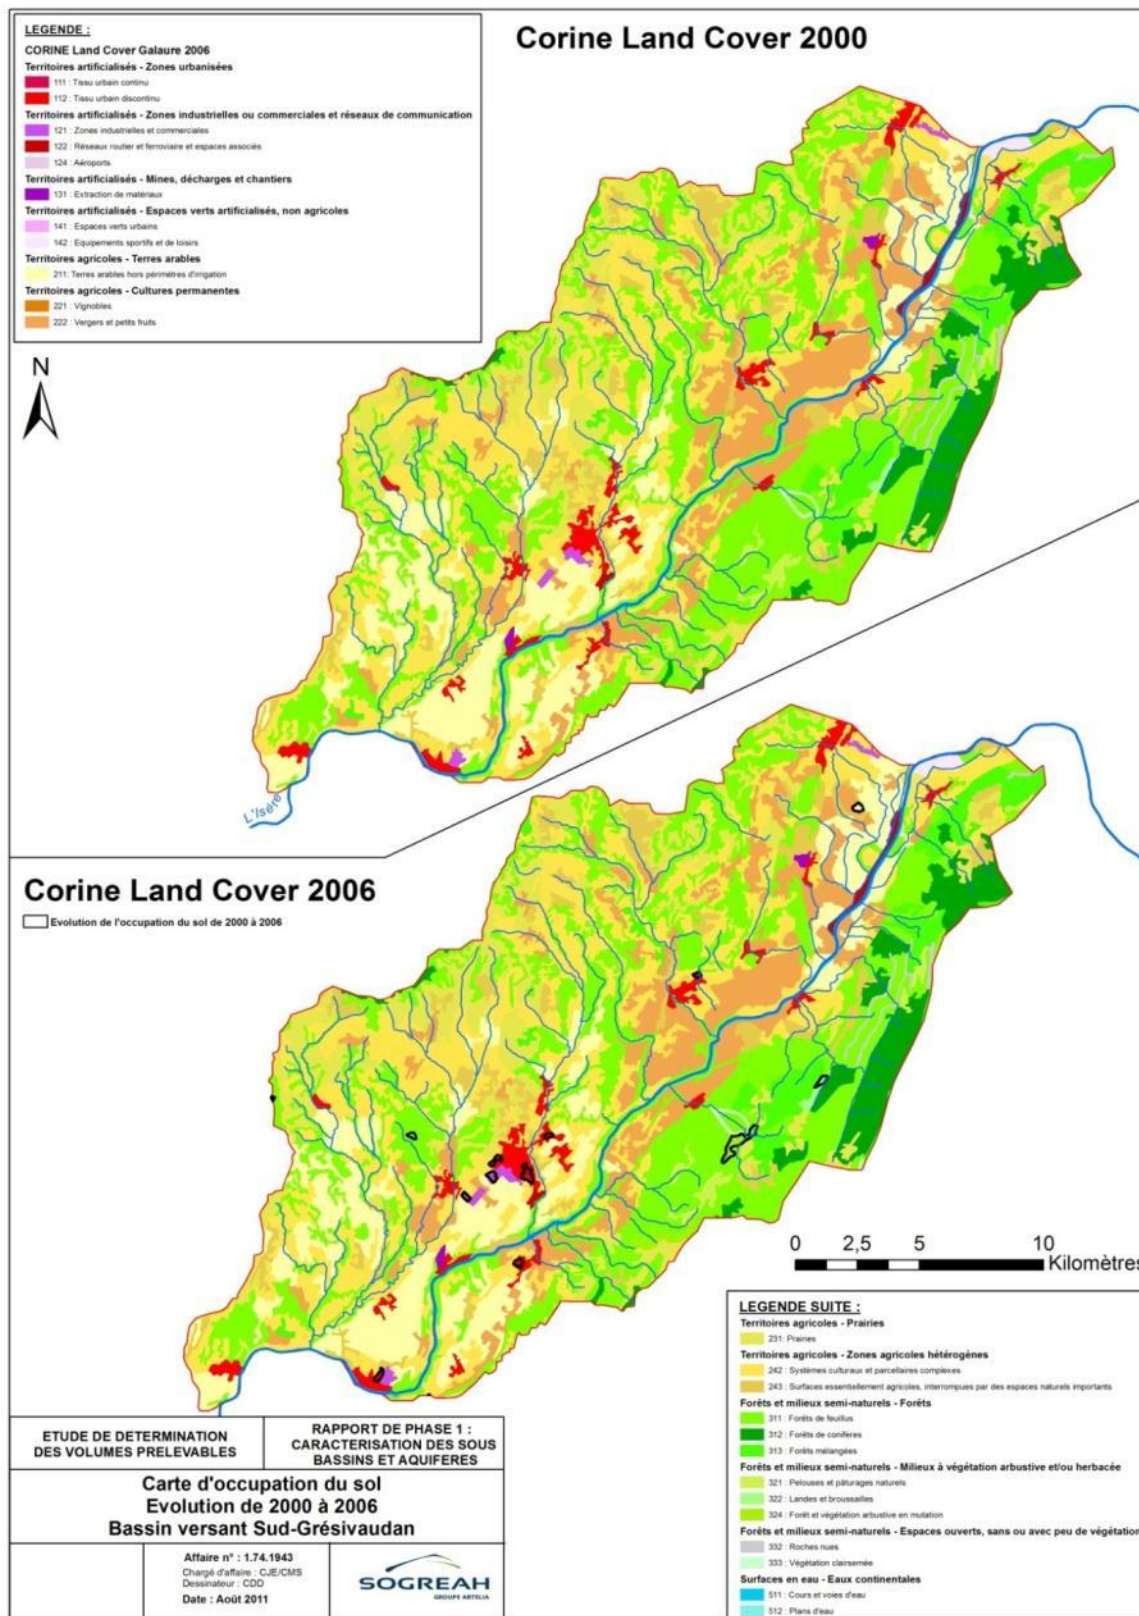 LEGENDE :
CORINE Land Cover Galaure 2006
Territoires artificialisés - Zones urbanisées
111 : Tissu urbain continu
112 : Tissu urbain discontinu
Territoires artificialisés - Zones industrielles ou commerciales et réseaux de communication
121 : Zones industrielles et commerciales
122 : Réseaux routier et ferroviaire et espaces associés
124 : Aéroports
Territoires artificialisés - Mines, décharges et chantiers
131 : Extraction de matériaux
Territoires artificialisés - Espaces verts artificialisés, non agricoles
141 : Espaces verts urbains
142 : Equipements sportifs et de loisirs
Territoires agricoles - Terres arables
211: Terres arables hors périmètres d'irrigation
Territoires agricoles - Cultures permanentes
221 : Vignobles
222 : Vergers et petits fruits
Corine Land Cover 2000
N
L'Isère
Corine Land Cover 2006
Evolution de l'occupation du sol de 2000 à 2006
0 2,5 5 10
Kilomètres
LEGENDE SUITE :
Territoires agricoles - Prairies
231: Prairies
Territoires agricoles - Zones agricoles hétérogènes
242 : Systèmes culturaux et parcellaires complexes
243 : Surfaces essentiellement agricoles, interrompues par des espaces naturels importants
Forêts et milieux semi-naturels - Forêts
311 : Forêts de feuillus
312 : Forêts de conifères
313 : Forêts mélangées
Forêts et milieux semi-naturels - Milieux à végétation arbustive et/ou herbacée
321 : Pelouses et pâturages naturels
322 : Landes et broussailles
324 : Forêt et végétation arbustive en mutation
Forêts et milieux semi-naturels - Espaces ouverts, sans ou avec peu de végétation
332 : Roches nues
333 : Végétation clairsemée
Surfaces en eau - Eaux continentales
511 : Cours et voies d'eau
512 : Plans d'eau
ETUDE DE DETERMINATION
DES VOLUMES PRELEVABLES
RAPPORT DE PHASE 1 :
CARACTERISATION DES SOUS
BASSINS ET AQUIFERES
Carte d'occupation du sol
Evolution de 2000 à 2006
Bassin versant Sud-Grésivaudan
Affaire n° : 1.74.1943
Chargé d'affaire : CJE/CMS
Dessinateur : CDD
Date : Août 2011
SOGREAH
GROUPE ARTELIA